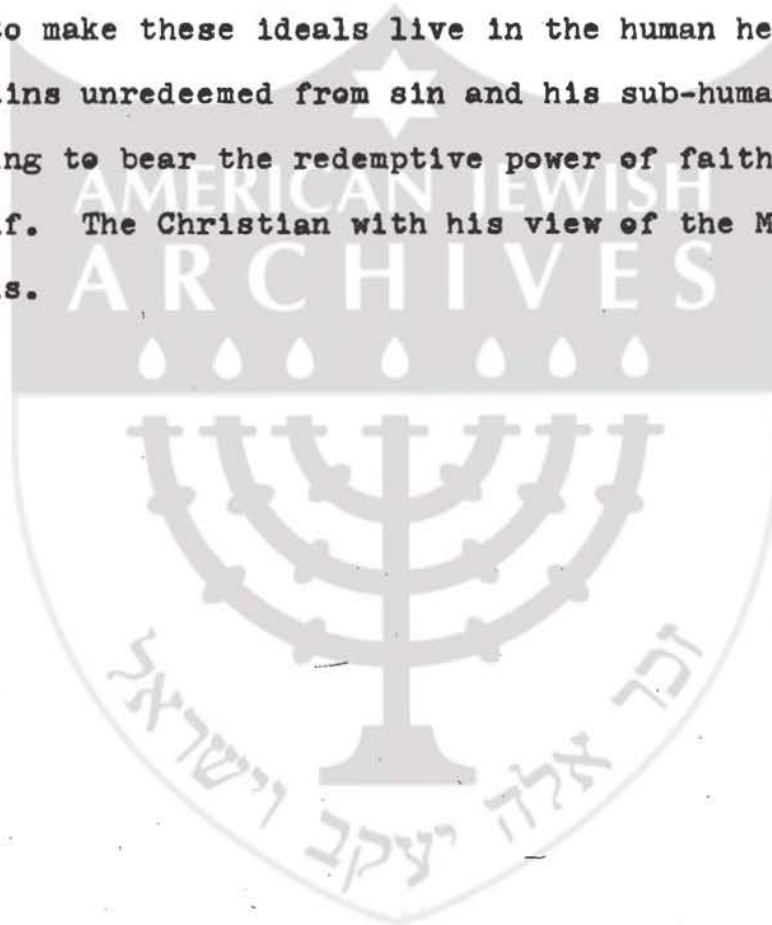 to make these ideals live in the human he
ins unredeemed from sin and his sub-huma
ng to bear the redemptive power of faith
f. The Christian with his view of the M
s.
AMERICAN JEWISH
ARCHIVES
זכר אלה יעקב וישראל